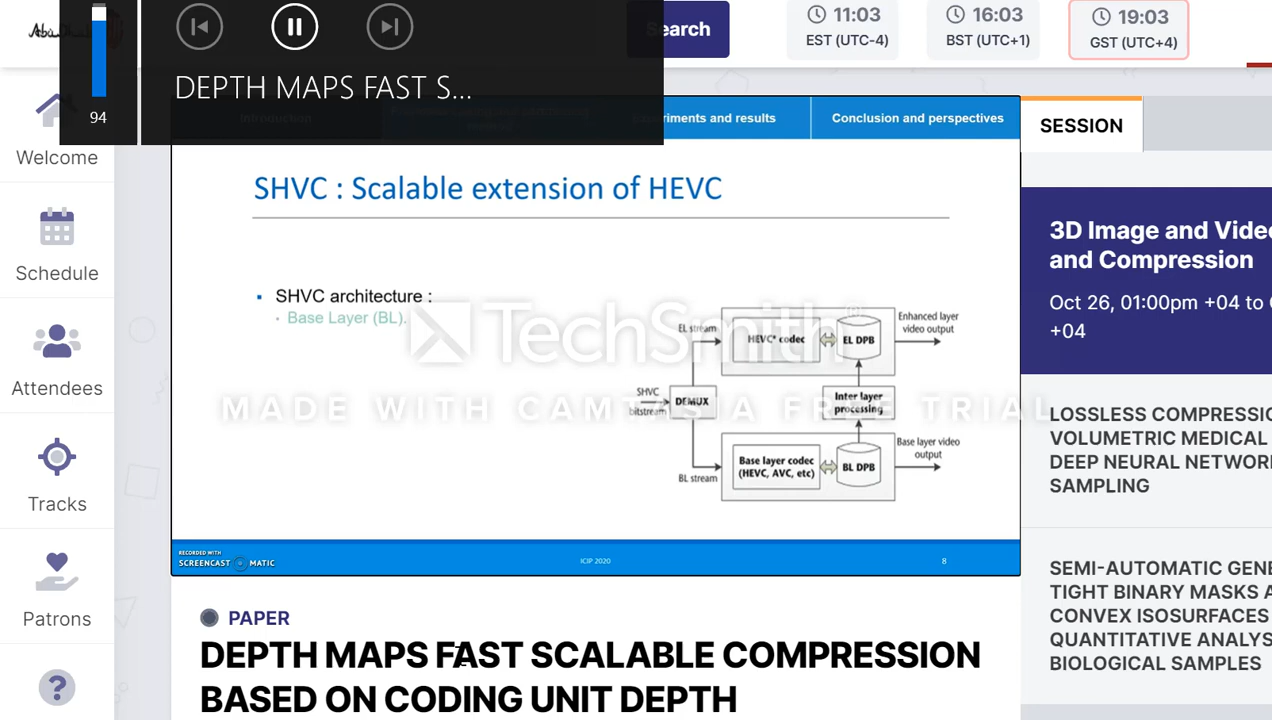 Search
11:03
EST (UTC-4)
16:03
BST (UTC+1)
19:03
GST (UTC+4)
94
DEPTH MAPS FAST S...
Welcome
Schedule
Attendees
Tracks
Patrons
?
Introduction
riments and results
Conclusion and perspectives
SHVC : Scalable extension of HEVC
▪ SHVC architecture :
• Base Layer (BL).
EL stream
HEVC* codec
EL DPB
Enhanced layer
video output
SHVC
bitstream
DEMUX
Inter layer
processing
BL stream
Base layer codec
(HEVC, AVC, etc)
BL DPB
Base layer video
output
TechSmith®
MADE WITH CAMTASIA FREE TRIAL
RECORDED WITH
SCREENCAST MATIC
ICIP 2020
8
PAPER
DEPTH MAPS FAST SCALABLE COMPRESSION
BASED ON CODING UNIT DEPTH
SESSION
3D Image and Vide
and Compression
Oct 26, 01:00pm +04 to
+04
LOSSLESS COMPRESSIO
VOLUMETRIC MEDICAL
DEEP NEURAL NETWOR
SAMPLING
SEMI-AUTOMATIC GENE
TIGHT BINARY MASKS A
CONVEX ISOSURFACES
QUANTITATIVE ANALYS
BIOLOGICAL SAMPLES